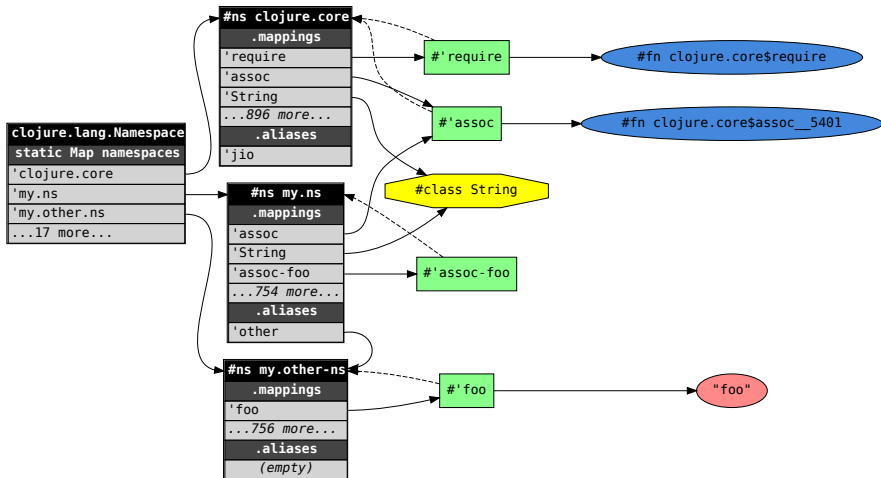 clojure.lang.Namespace
static Map namespaces
'clojure.core
'my.ns
'my.other.ns
...17 more...
#ns clojure.core
.mappings
'require
'assoc
'String
...896 more...
.aliases
'jio
#ns my.ns
.mappings
'assoc
'String
'assoc-foo
...754 more...
.aliases
'other
#ns my.other-ns
.mappings
'foo
...756 more...
.aliases
(empty)
#'require
#'assoc
#class String
#'assoc-foo
#'foo
#fn clojure.core$require
#fn clojure.core$assoc__5401
"foo"